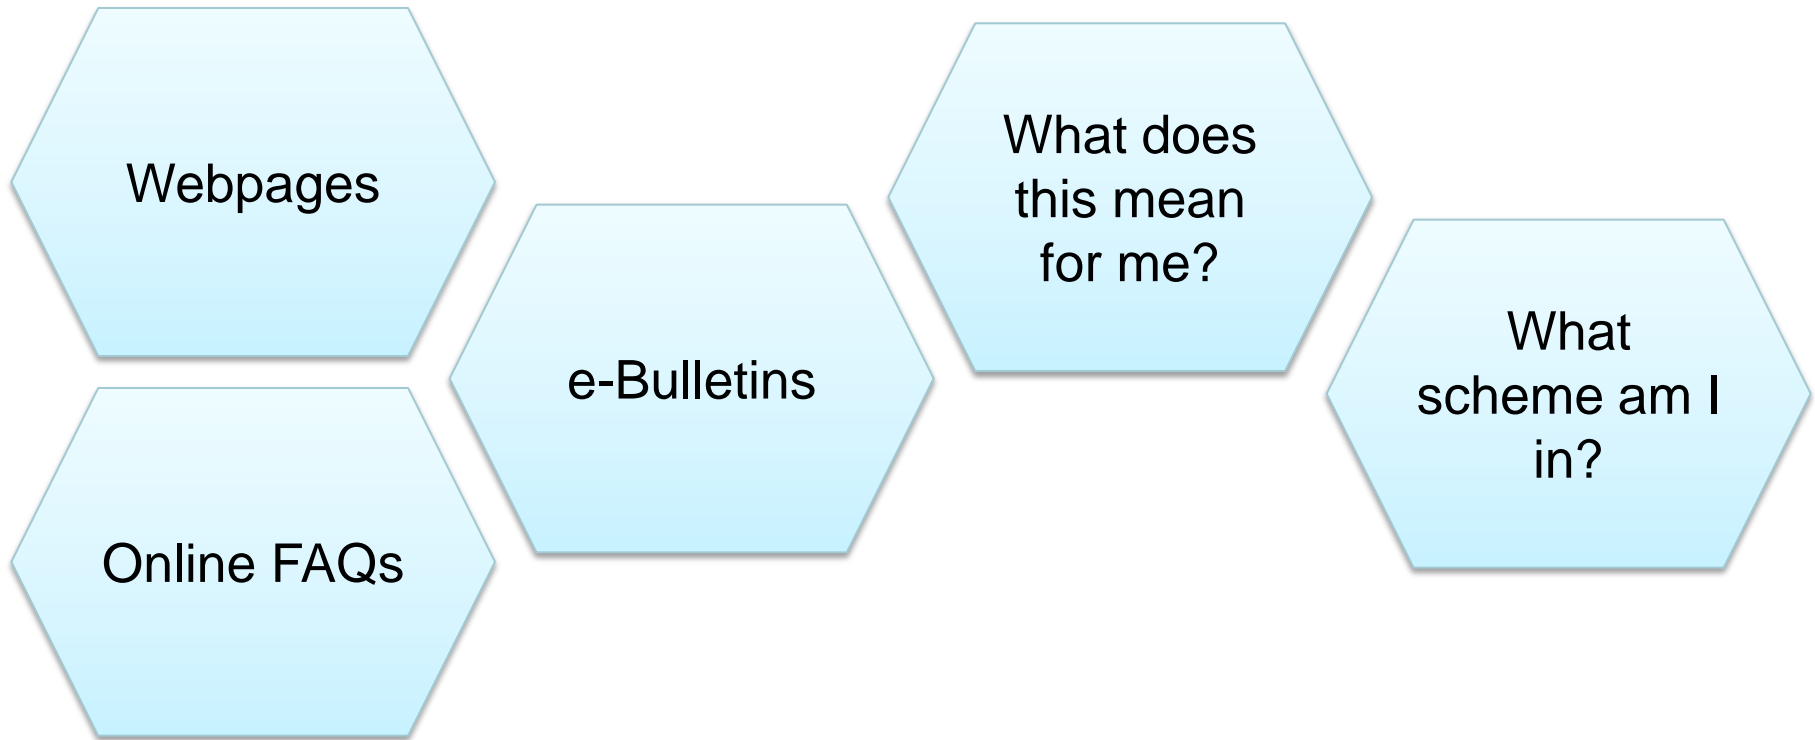 Webpages
Online FAQs
e-Bulletins
What does
this mean
for me?
What
scheme am I
in?